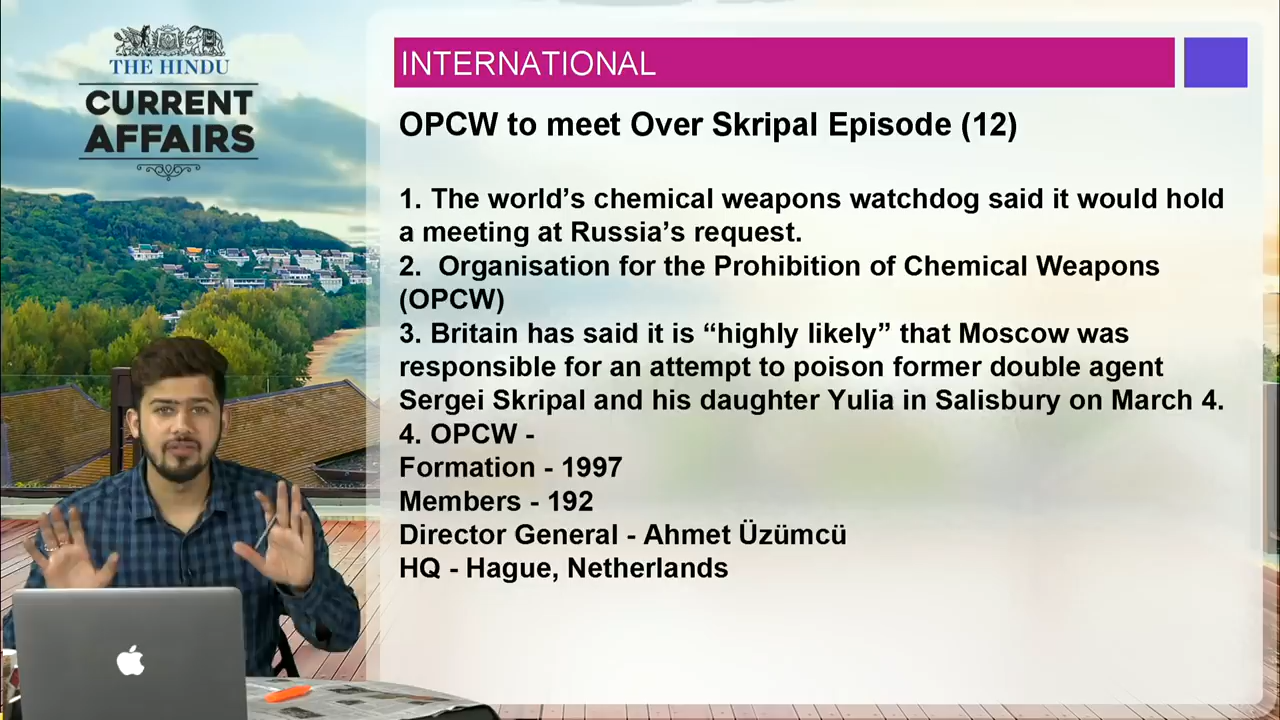 THE HINDU
CURRENT
AFFAIRS
INTERNATIONAL
OPCW to meet Over Skripal Episode (12)
1. The world’s chemical weapons watchdog said it would hold
a meeting at Russia’s request.
2.  Organisation for the Prohibition of Chemical Weapons
(OPCW)
3. Britain has said it is “highly likely” that Moscow was
responsible for an attempt to poison former double agent
Sergei Skripal and his daughter Yulia in Salisbury on March 4.
4. OPCW -
Formation - 1997
Members - 192
Director General - Ahmet Üzümcü
HQ - Hague, Netherlands